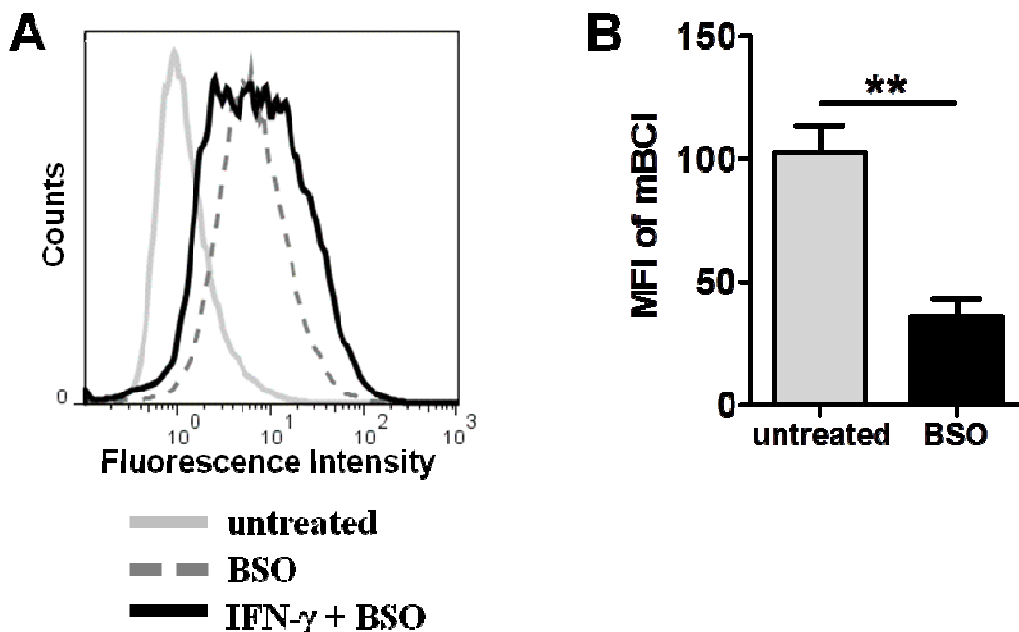 A
Counts
0
10^0 10^1 10^2 10^3
Fluorescence Intensity
untreated
BSO
IFN-γ + BSO
B
MFI of mBCI
150
100
50
0
**
untreated BSO